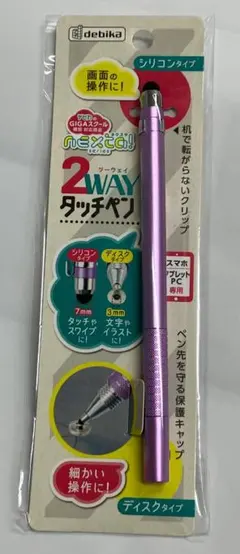 debika
シリコンタイプ
画面の
操作に!
GIGAスクール
nexta!
ツーウェイ
2WAY
タッチペン
机で転がらないクリップ
スマホ
タブレット
PC
専用
シリコン
タイプ
ディスク
タイプ
7mm
3mm
タッチや
スワイプ
に!
文字や
イラスト
に!
ペン先を守る保護キャップ
細かい
操作に!
ディスクタイプ